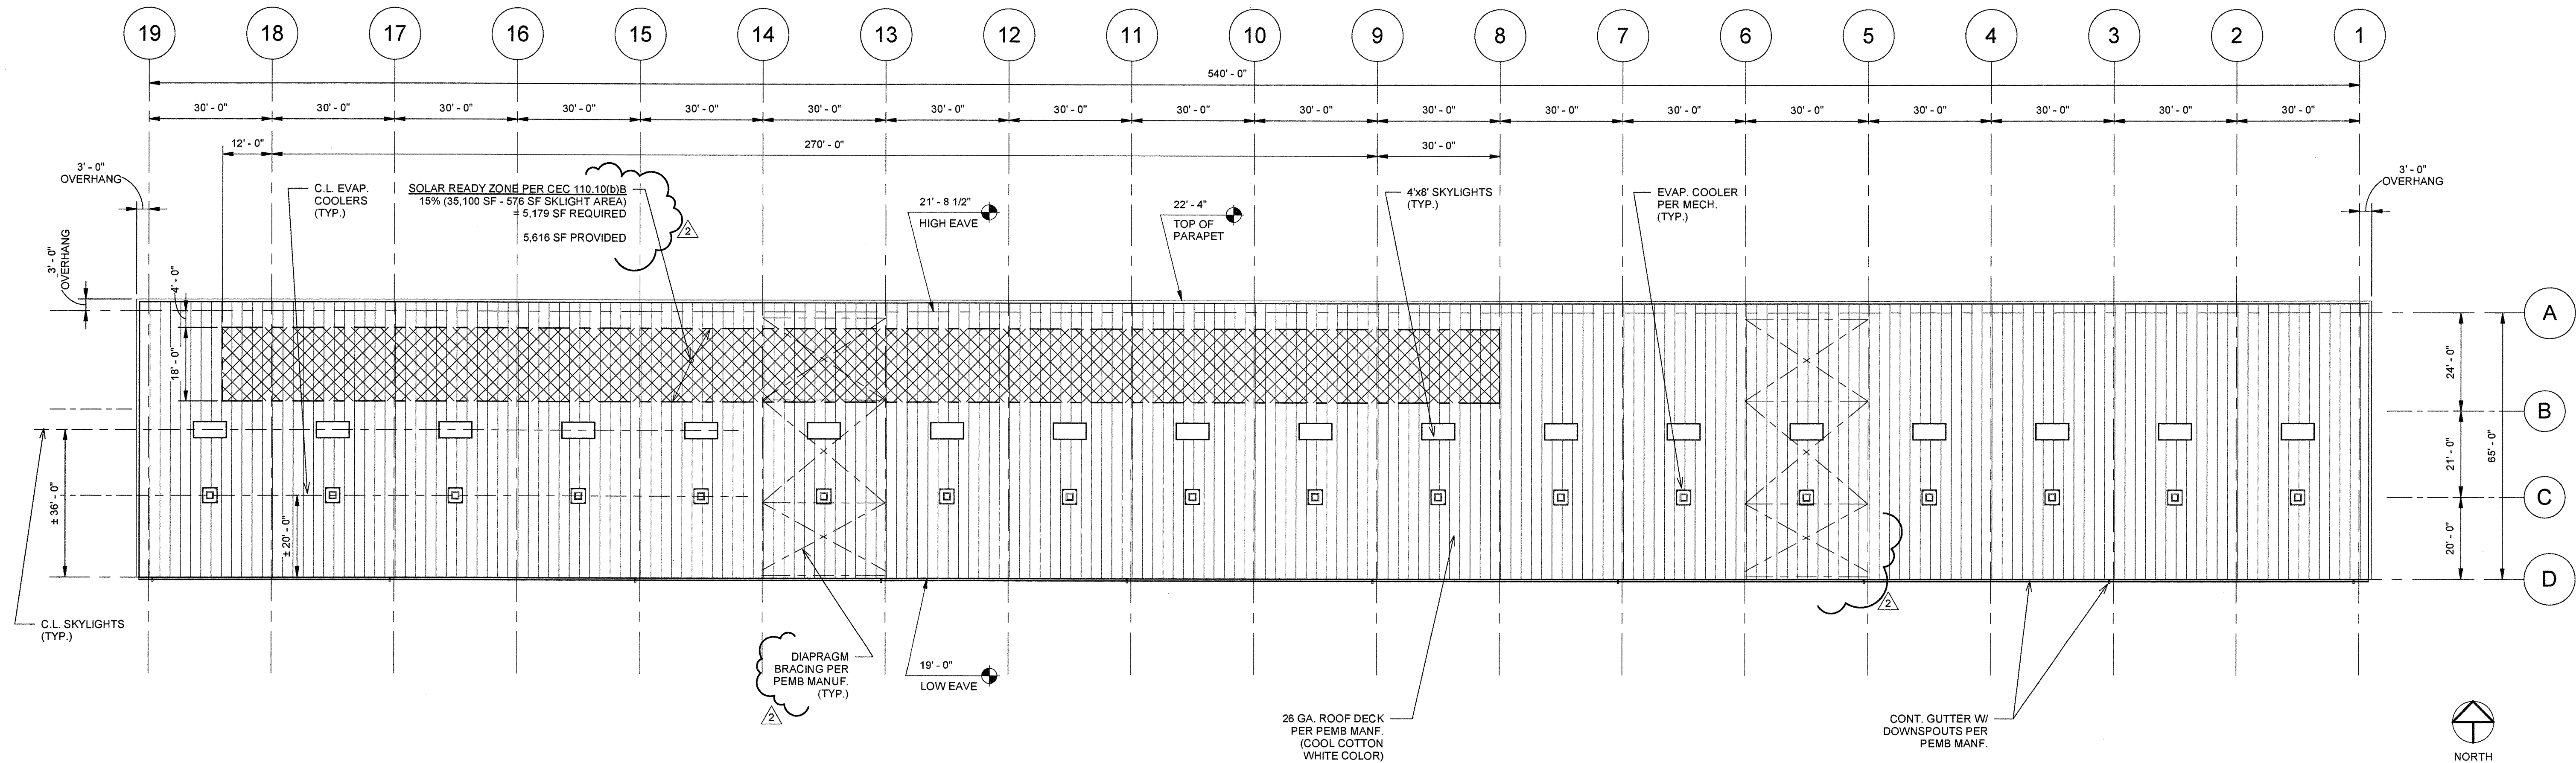 19 18 17 16 15 14 13 12 11 10 9 8 7 6 5 4 3 2 1
540' - 0"
30' - 0" 30' - 0" 30' - 0" 30' - 0" 30' - 0" 30' - 0" 30' - 0" 30' - 0" 30' - 0" 30' - 0" 30' - 0" 30' - 0" 30' - 0" 30' - 0" 30' - 0" 30' - 0" 30' - 0" 30' - 0"
12' - 0" 270' - 0" 30' - 0"
3' - 0"
OVERHANG
C.L. EVAP.
COOLERS
(TYP.)
SOLAR READY ZONE PER CEC 110.10(b)B
15% (35,100 SF - 576 SF SKLIGHT AREA)
= 5,179 SF REQUIRED
5,616 SF PROVIDED
2
21' - 8 1/2"
HIGH EAVE
22' - 4"
TOP OF
PARAPET
4'x8' SKYLIGHTS
(TYP.)
EVAP. COOLER
PER MECH.
(TYP.)
3' - 0"
OVERHANG
3' - 0"
OVERHANG
4' - 0"
18' - 0"
± 36' - 0"
± 20' - 0"
A
B
C
D
24' - 0"
21' - 0"
20' - 0"
65' - 0"
C.L. SKYLIGHTS
(TYP.)
DIAPRAGM
BRACING PER
PEMB MANUF.
(TYP.)
2
19' - 0"
LOW EAVE
2
26 GA. ROOF DECK
PER PEMB MANF.
(COOL COTTON
WHITE COLOR)
CONT. GUTTER W/
DOWNSPOUTS PER
PEMB MANF.
NORTH